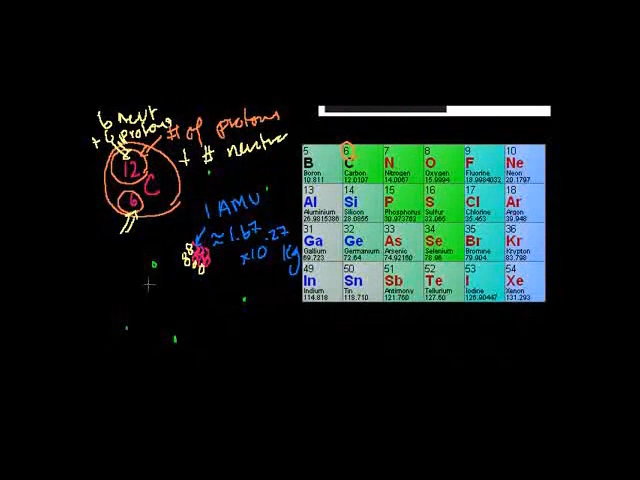 6 neut
+ 6 protons
# of protons
+ # neutro
12
C
6
1 AMU
≈ 1.67
×10 -27
Kg
5 6 7 8 9 10
B C N O F Ne
Boron Carbon Nitrogen Oxygen Fluorine Neon
10.811 12.0107 14.0067 15.9994 18.9984032 20.1797
13 14 15 16 17 18
Al Si P S Cl Ar
Aluminium Silicon Phosphorus Sulfur Chlorine Argon
26.9815386 28.0855 30.973762 32.065 35.453 39.948
31 32 33 34 35 36
Ga Ge As Se Br Kr
Gallium Germanium Arsenic Selenium Bromine Krypton
69.723 72.64 74.92160 78.96 79.904 83.798
49 50 51 52 53 54
In Sn Sb Te I Xe
Indium Tin Antimony Tellurium Iodine Xenon
114.818 118.710 121.760 127.60 126.90447 131.293